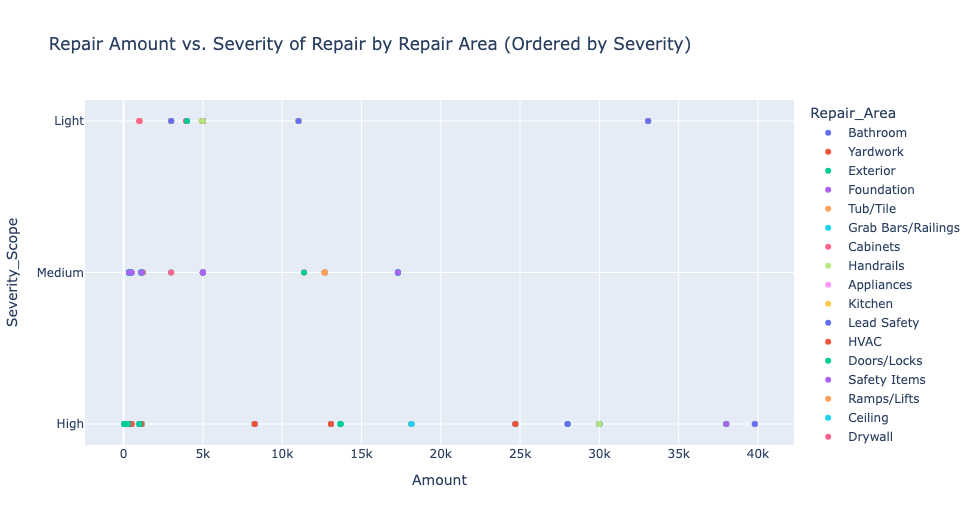 Repair Amount vs. Severity of Repair by Repair Area (Ordered by Severity)
Repair_Area
Bathroom
Yardwork
Exterior
Foundation
Tub/Tile
Grab Bars/Railings
Cabinets
Handrails
Appliances
Kitchen
Lead Safety
HVAC
Doors/Locks
Safety Items
Ramps/Lifts
Ceiling
Drywall
Severity_Scope
Light
Medium
High
0 5k 10k 15k 20k 25k 30k 35k 40k
Amount